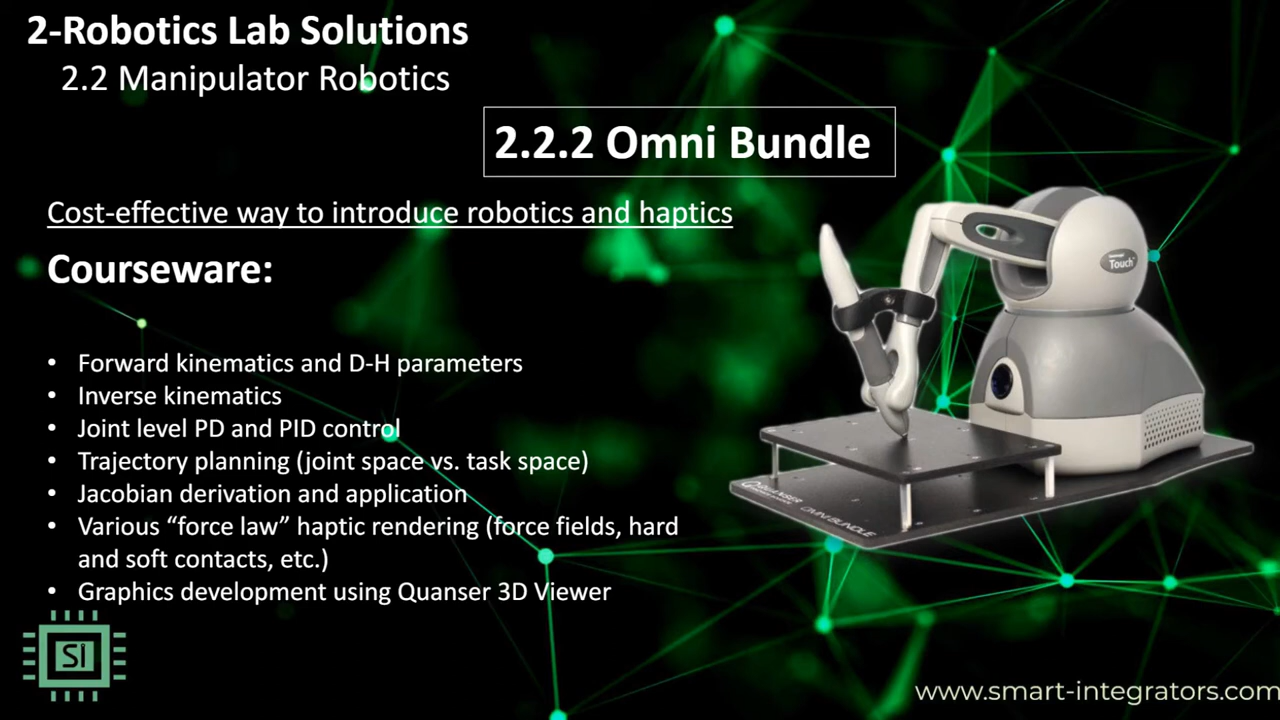 2-Robotics Lab Solutions
2.2 Manipulator Robotics
2.2.2 Omni Bundle
Cost-effective way to introduce robotics and haptics
Courseware:
• Forward kinematics and D-H parameters
• Inverse kinematics
• Joint level PD and PID control
• Trajectory planning (joint space vs. task space)
• Jacobian derivation and application
• Various “force law” haptic rendering (force fields, hard
and soft contacts, etc.)
• Graphics development using Quanser 3D Viewer
Touch
QUANSER
OMNI BUNDLE
Si
www.smart-integrators.com